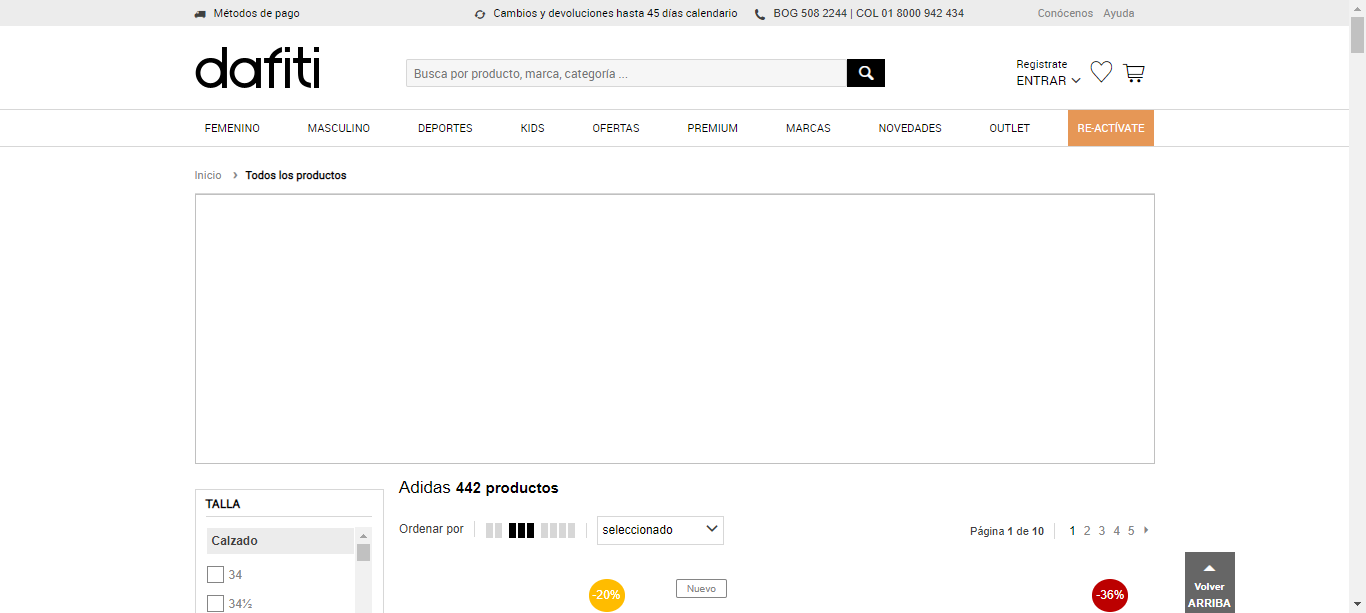 Métodos de pago
Cambios y devoluciones hasta 45 días calendario
BOG 508 2244 | COL 01 8000 942 434
Conócenos Ayuda
dafiti
Busca por producto, marca, categoría ...
Registrate
ENTRAR
FEMENINO MASCULINO DEPORTES KIDS OFERTAS PREMIUM MARCAS NOVEDADES OUTLET RE-ACTÍVATE
Inicio Todos los productos
TALLA
Calzado
34
34½
Adidas 442 productos
Ordenar por
seleccionado
Página 1 de 10
1 2 3 4 5
-20%
Nuevo
-36%
Volver
ARRIBA